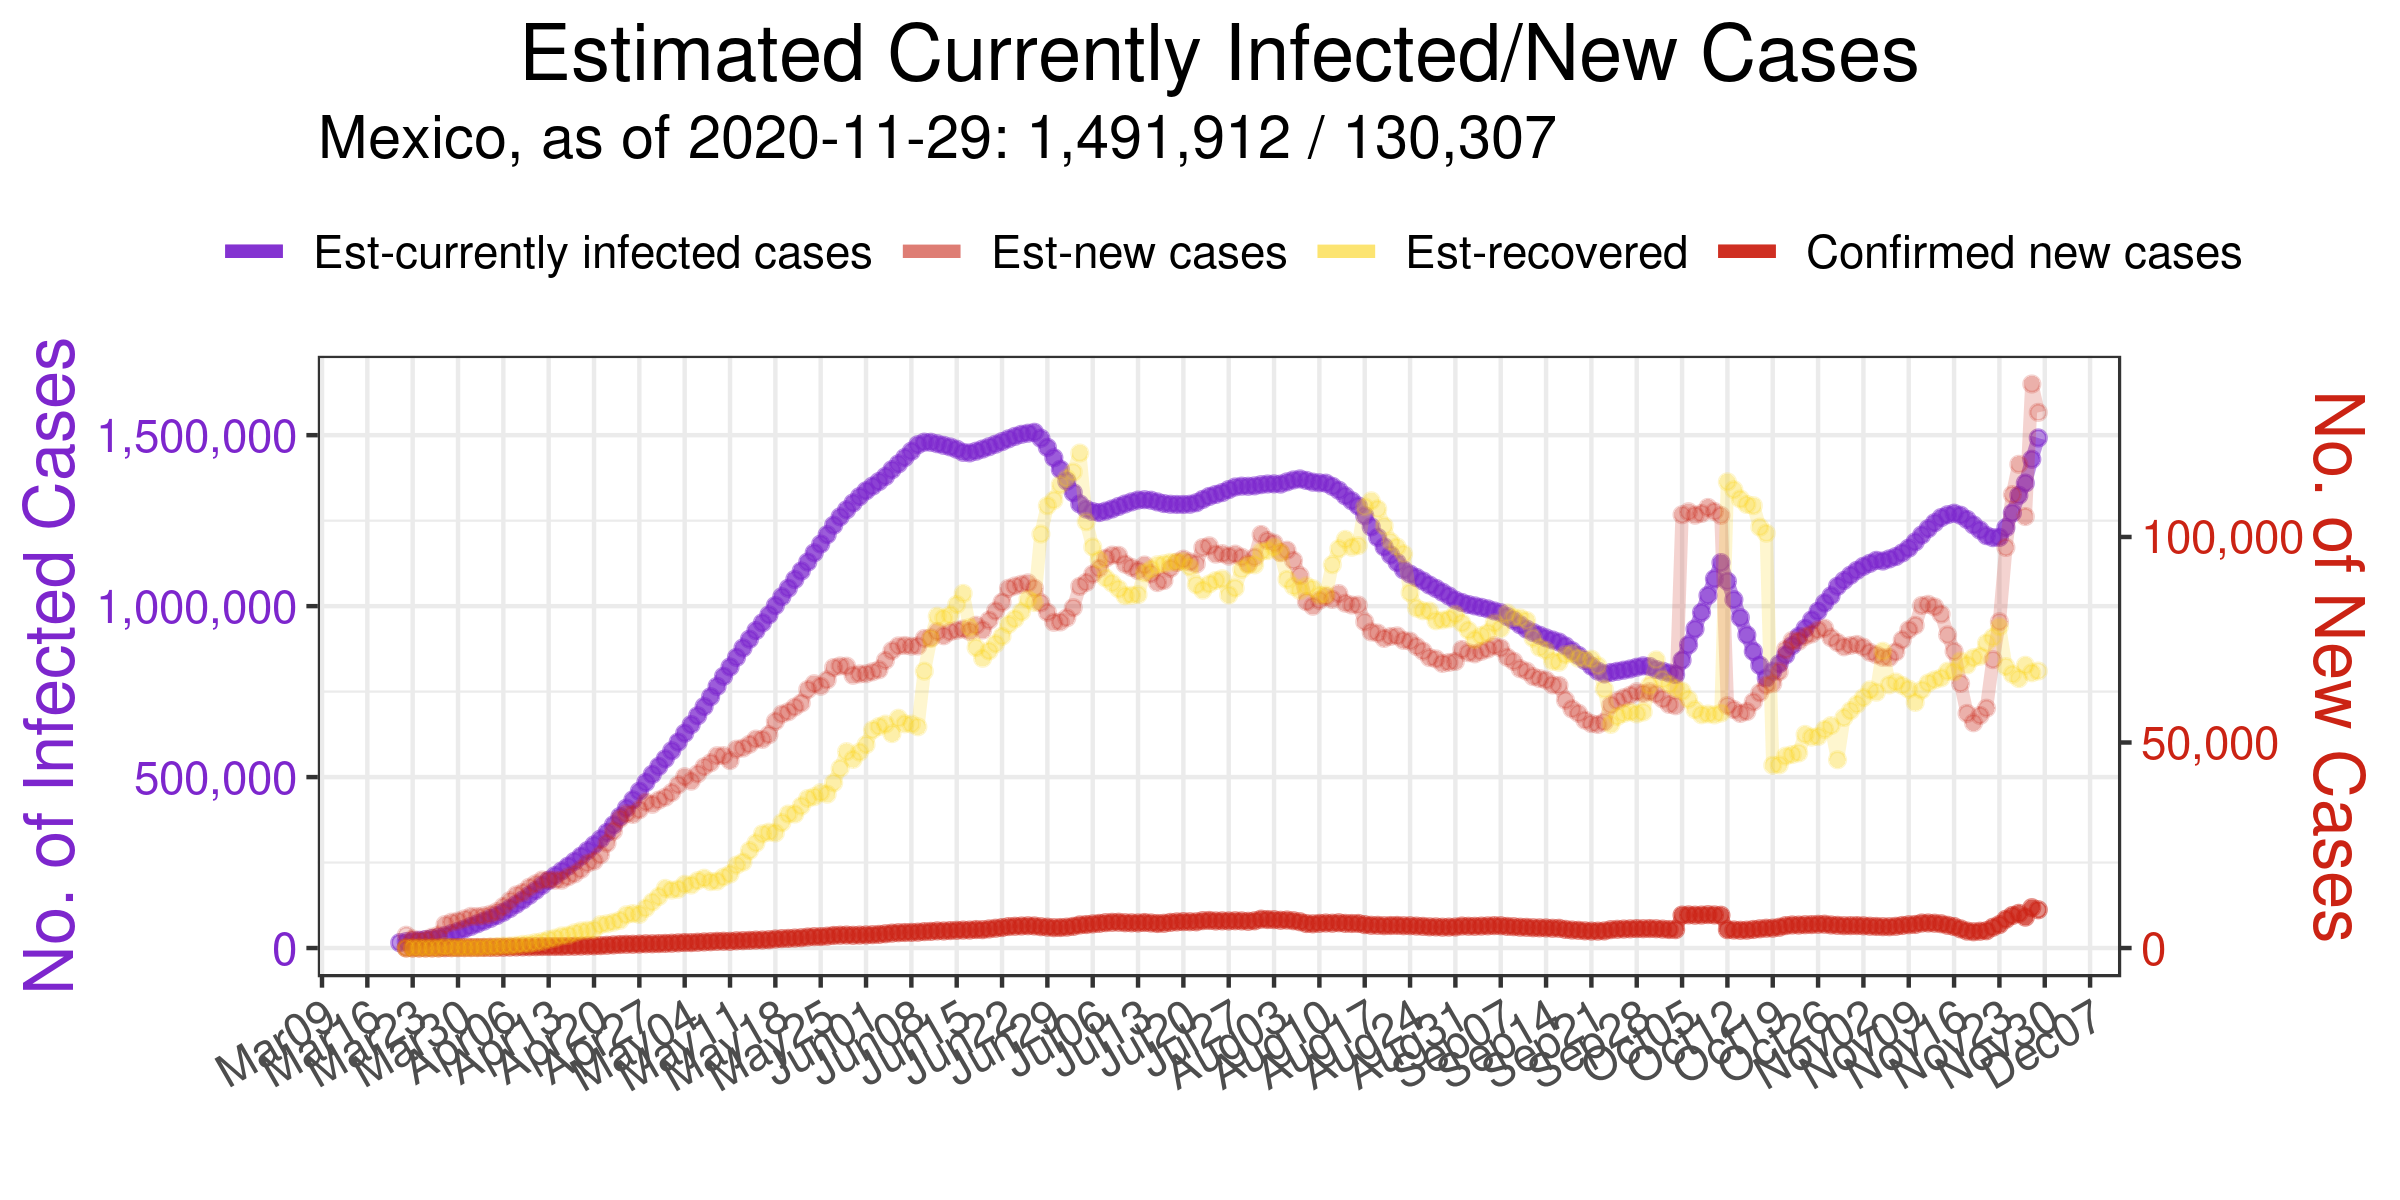 Estimated Currently Infected/New Cases
Mexico, as of 2020-11-29: 1,491,912 / 130,307
Est-currently infected cases Est-new cases Est-recovered Confirmed new cases
No. of Infected Cases
1,500,000
1,000,000
500,000
0
No. of New Cases
100,000
50,000
0
Mar09 Mar16 Mar23 Mar30 Apr06 Apr13 Apr20 Apr27 May04 May11 May18 May25 Jun01 Jun08 Jun15 Jun22 Jun29 Jul06 Jul13 Jul20 Jul27 Aug03 Aug10 Aug17 Aug24 Aug31 Sep07 Sep14 Sep21 Sep28 Oct05 Oct12 Oct19 Oct26 Nov02 Nov09 Nov16 Nov23 Nov30 Dec07